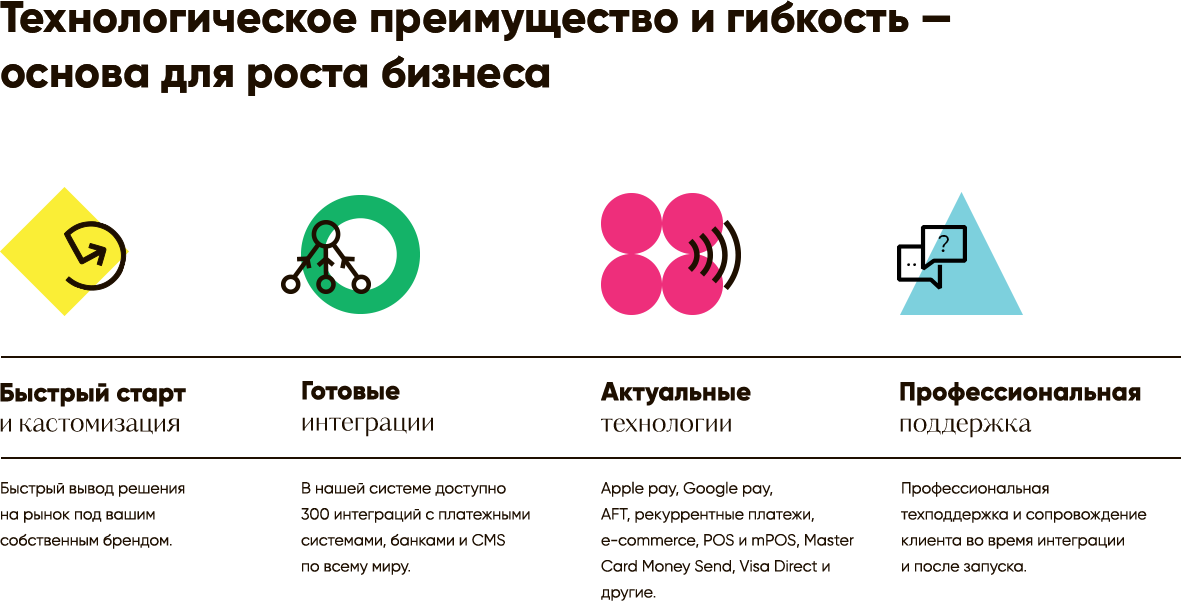 Технологическое преимущество и гибкость —
основа для роста бизнеса
?
Быстрый старт
и кастомизация
Готовые
интеграции
Актуальные
технологии
Профессиональная
поддержка
Быстрый вывод решения
на рынок под вашим
собственным брендом.
В нашей системе доступно
300 интеграций с платежными
системами, банками и CMS
по всему миру.
Apple pay, Google pay,
AFT, рекуррентные платежи,
e-commerce, POS и mPOS, Master
Card Money Send, Visa Direct и
другие.
Профессиональная
техподдержка и сопровождение
клиента во время интеграции
и после запуска.